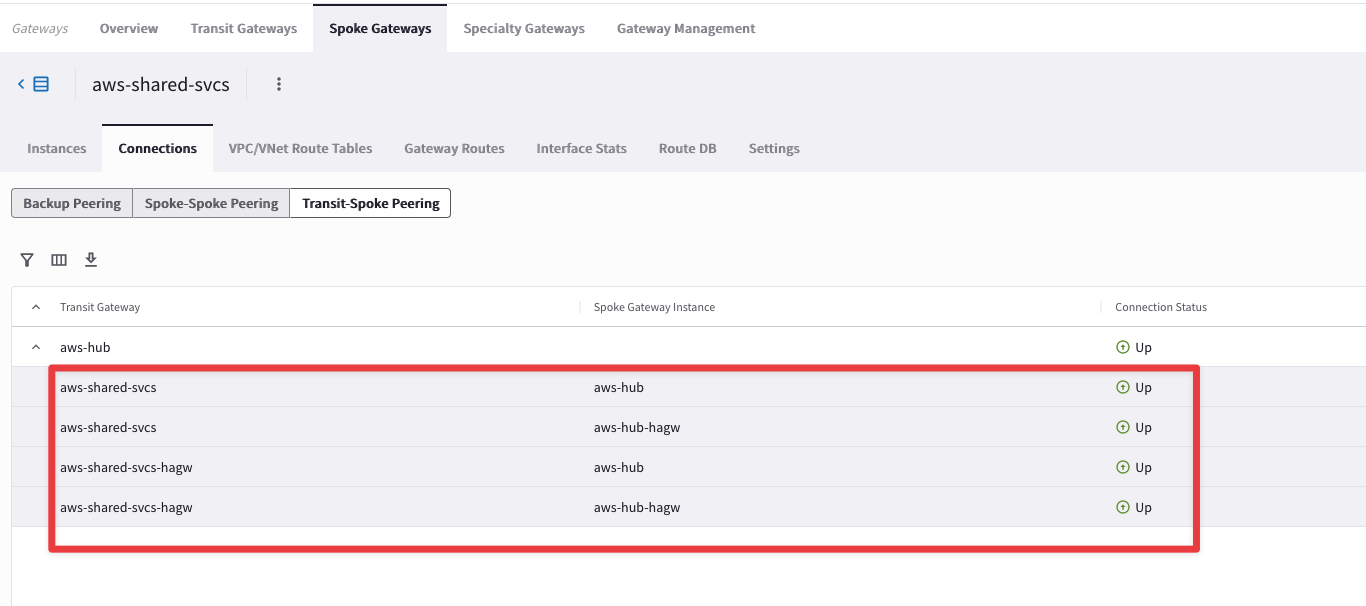 Gateways Overview Transit Gateways Spoke Gateways Specialty Gateways Gateway Management
aws-shared-svcs
Instances Connections VPC/VNet Route Tables Gateway Routes Interface Stats Route DB Settings
Backup Peering Spoke-Spoke Peering Transit-Spoke Peering
Transit Gateway Spoke Gateway Instance Connection Status
aws-hub Up
aws-shared-svcs aws-hub Up
aws-shared-svcs aws-hub-hagw Up
aws-shared-svcs-hagw aws-hub Up
aws-shared-svcs-hagw aws-hub-hagw Up